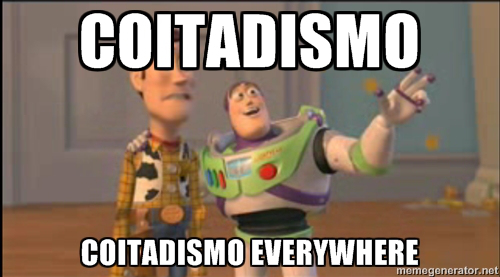 COITADISMO
COITADISMO EVERYWHERE
memegenerator.net